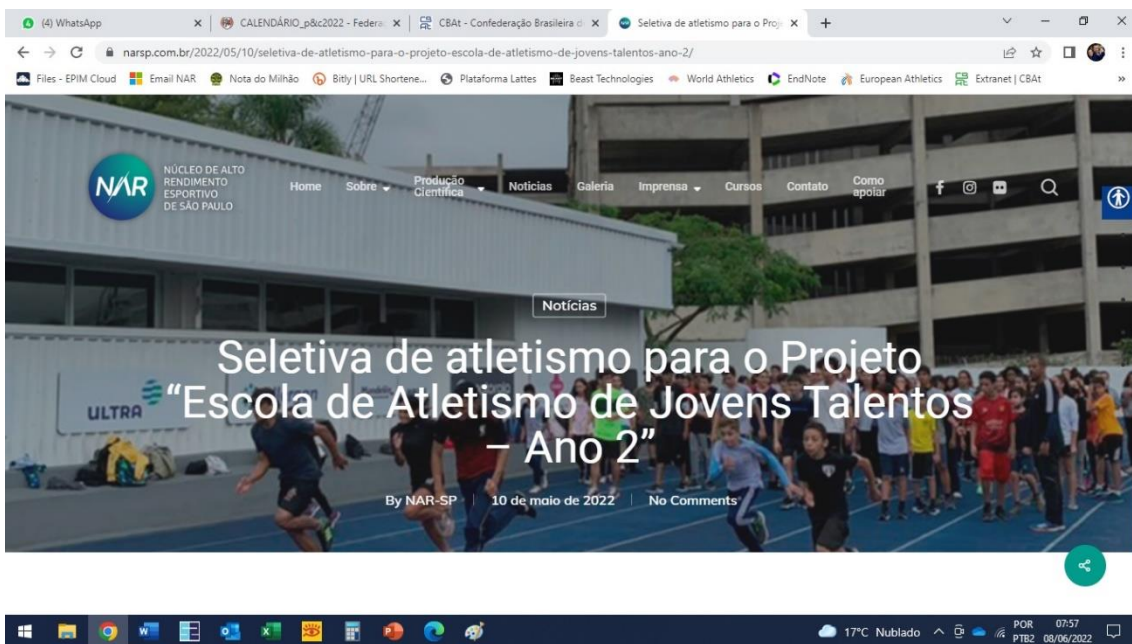 (4) WhatsApp
CALENDÁRIO_p&c2022 - Federa
CBAt - Confederação Brasileira d
Seletiva de atletismo para o Proj
narsp.com.br/2022/05/10/seletiva-de-atletismo-para-o-projeto-escola-de-atletismo-de-jovens-talentos-ano-2/
Files - EPIM Cloud
Email NAR
Nota do Milhão
Bitly | URL Shortene...
Plataforma Lattes
Beast Technologies
World Athletics
EndNote
European Athletics
Extranet | CBAt
»
NAR
NÚCLEO DE ALTO
RENDIMENTO
ESPORTIVO
DE SÃO PAULO
Home
Sobre
Produção
Científica
Noticias
Galeria
Imprensa
Cursos
Contato
Como
apoiar
Notícias
Seletiva de atletismo para o Projeto
“Escola de Atletismo de Jovens Talentos
– Ano 2”
ULTRA
By NAR-SP
10 de maio de 2022
No Comments
17°C Nublado
POR
PTB2
07:57
08/06/2022